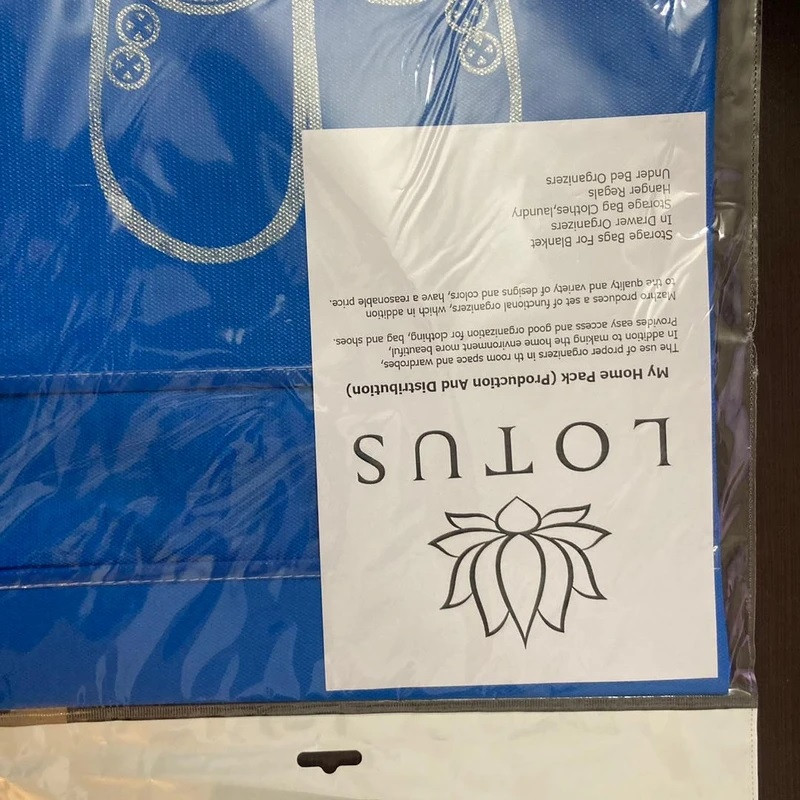 LOTUS
My Home Pack (Production And Distribution)
The use of proper organizers in th room space and wardrobes,
In addition to making the home environment more beautiful,
Provides easy access and good organization for clothing, bag and shoes.
Mazhro produces a set of functional organizers, which in addition
to the quality and variety of designs and colors, have a reasonable price.
Storage Bags For Blanket
In Drawer Organizers
Storage Bag Clothes,laundry
Hanger Regals
Under Bed Organizers